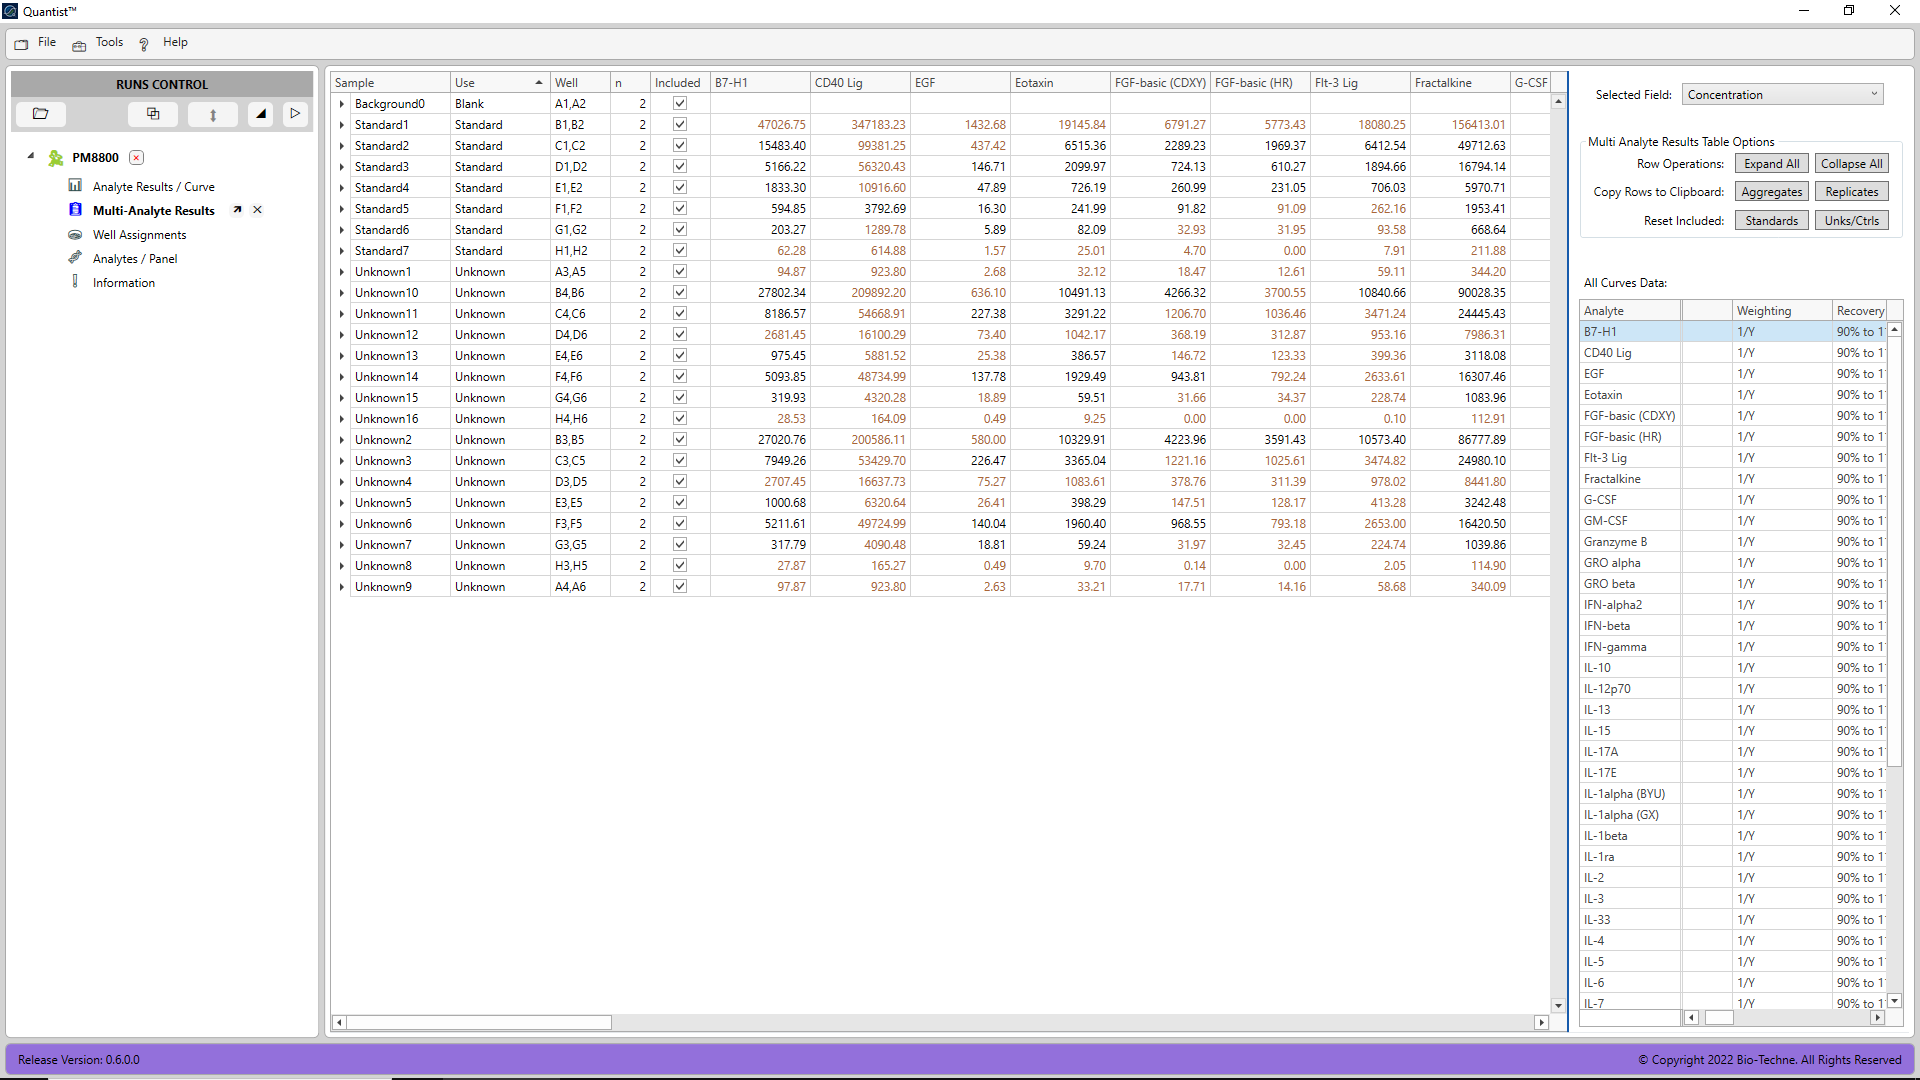 Quantist™
File Tools Help
RUNS CONTROL
PM8800
Analyte Results / Curve
Multi-Analyte Results
Well Assignments
Analytes / Panel
Information
Sample Use Well n Included B7-H1 CD40 Lig EGF Eotaxin FGF-basic (CDXY) FGF-basic (HR) Flt-3 Lig Fractalkine G-CSF
Background0 Blank A1,A2 2
Standard1 Standard B1,B2 2 47026.75 347183.23 1432.68 19145.84 6791.27 5773.43 18080.25 156413.01
Standard2 Standard C1,C2 2 15483.40 99381.25 437.42 6515.36 2289.23 1969.37 6412.54 49712.63
Standard3 Standard D1,D2 2 5166.22 56320.43 146.71 2099.97 724.13 610.27 1894.66 16794.14
Standard4 Standard E1,E2 2 1833.30 10916.60 47.89 726.19 260.99 231.05 706.03 5970.71
Standard5 Standard F1,F2 2 594.85 3792.69 16.30 241.99 91.82 91.09 262.16 1953.41
Standard6 Standard G1,G2 2 203.27 1289.78 5.89 82.09 32.93 31.95 93.58 668.64
Standard7 Standard H1,H2 2 62.28 614.88 1.57 25.01 4.70 0.00 7.91 211.88
Unknown1 Unknown A3,A5 2 94.87 923.80 2.68 32.12 18.47 12.61 59.11 344.20
Unknown10 Unknown B4,B6 2 27802.34 209892.20 636.10 10491.13 4266.32 3700.55 10840.66 90028.35
Unknown11 Unknown C4,C6 2 8186.57 54668.91 227.38 3291.22 1206.70 1036.46 3471.24 24445.43
Unknown12 Unknown D4,D6 2 2681.45 16100.29 73.40 1042.17 368.19 312.87 953.16 7986.31
Unknown13 Unknown E4,E6 2 975.45 5881.52 25.38 386.57 146.72 123.33 399.36 3118.08
Unknown14 Unknown F4,F6 2 5093.85 48734.99 137.78 1929.49 943.81 792.24 2633.61 16307.46
Unknown15 Unknown G4,G6 2 319.93 4320.28 18.89 59.51 31.66 34.37 228.74 1083.96
Unknown16 Unknown H4,H6 2 28.53 164.09 0.49 9.25 0.00 0.00 0.10 112.91
Unknown2 Unknown B3,B5 2 27020.76 200586.11 580.00 10329.91 4223.96 3591.43 10573.40 86777.89
Unknown3 Unknown C3,C5 2 7949.26 53429.70 226.47 3365.04 1221.16 1025.61 3474.82 24980.10
Unknown4 Unknown D3,D5 2 2707.45 16637.73 75.27 1083.61 378.76 311.39 978.02 8441.80
Unknown5 Unknown E3,E5 2 1000.68 6320.64 26.41 398.29 147.51 128.17 413.28 3242.48
Unknown6 Unknown F3,F5 2 5211.61 49724.99 140.04 1960.40 968.55 793.18 2653.00 16420.50
Unknown7 Unknown G3,G5 2 317.79 4090.48 18.81 59.24 31.97 32.45 224.74 1039.86
Unknown8 Unknown H3,H5 2 27.87 165.27 0.49 9.70 0.14 0.00 2.05 114.90
Unknown9 Unknown A4,A6 2 97.87 923.80 2.63 33.21 17.71 14.16 58.68 340.09
Selected Field: Concentration
Multi Analyte Results Table Options
Row Operations: Expand All Collapse All
Copy Rows to Clipboard: Aggregates Replicates
Reset Included: Standards Unks/Ctrls
All Curves Data:
Analyte Weighting Recovery
B7-H1 1/Y 90% to 1
CD40 Lig 1/Y 90% to 1
EGF 1/Y 90% to 1
Eotaxin 1/Y 90% to 1
FGF-basic (CDXY) 1/Y 90% to 1
FGF-basic (HR) 1/Y 90% to 1
Flt-3 Lig 1/Y 90% to 1
Fractalkine 1/Y 90% to 1
G-CSF 1/Y 90% to 1
GM-CSF 1/Y 90% to 1
Granzyme B 1/Y 90% to 1
GRO alpha 1/Y 90% to 1
GRO beta 1/Y 90% to 1
IFN-alpha2 1/Y 90% to 1
IFN-beta 1/Y 90% to 1
IFN-gamma 1/Y 90% to 1
IL-10 1/Y 90% to 1
IL-12p70 1/Y 90% to 1
IL-13 1/Y 90% to 1
IL-15 1/Y 90% to 1
IL-17A 1/Y 90% to 1
IL-17E 1/Y 90% to 1
IL-1alpha (BYU) 1/Y 90% to 1
IL-1alpha (GX) 1/Y 90% to 1
IL-1beta 1/Y 90% to 1
IL-1ra 1/Y 90% to 1
IL-2 1/Y 90% to 1
IL-3 1/Y 90% to 1
IL-33 1/Y 90% to 1
IL-4 1/Y 90% to 1
IL-5 1/Y 90% to 1
IL-6 1/Y 90% to 1
IL-7 1/Y 90% to 1
Release Version: 0.6.0.0
© Copyright 2022 Bio-Techne. All Rights Reserved